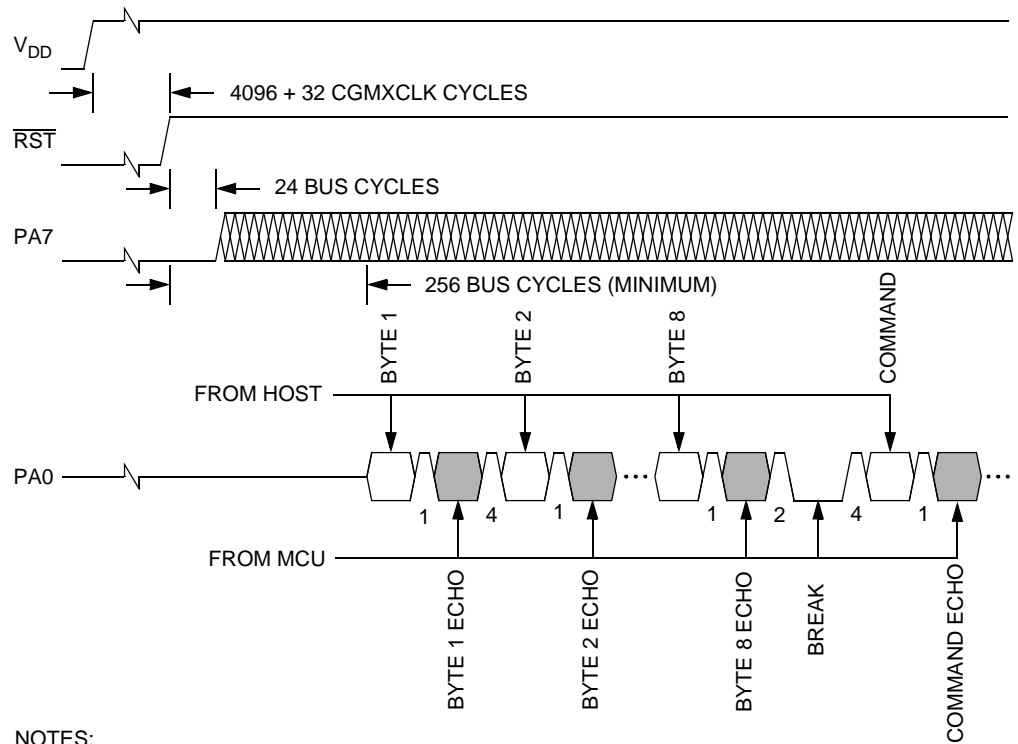 VDD
4096 + 32 CGMXCLK CYCLES
RST
24 BUS CYCLES
PA7
256 BUS CYCLES (MINIMUM)
BYTE 1
BYTE 2
BYTE 8
COMMAND
FROM HOST
PA0
1
4
1
1
2
4
1
FROM MCU
BYTE 1 ECHO
BYTE 2 ECHO
BYTE 8 ECHO
BREAK
COMMAND ECHO
NOTES: